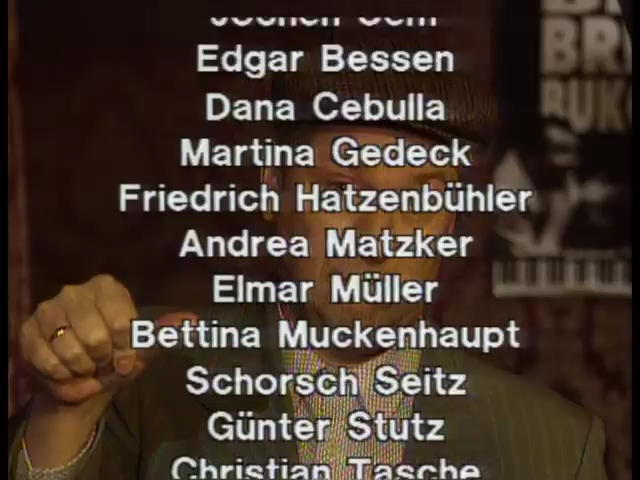 Edgar Bessen
Dana Cebulla
Martina Gedeck
Friedrich Hatzenbühler
Andrea Matzker
Elmar Müller
Bettina Muckenhaupt
Schorsch Seitz
Günter Stutz
Christian Tasche